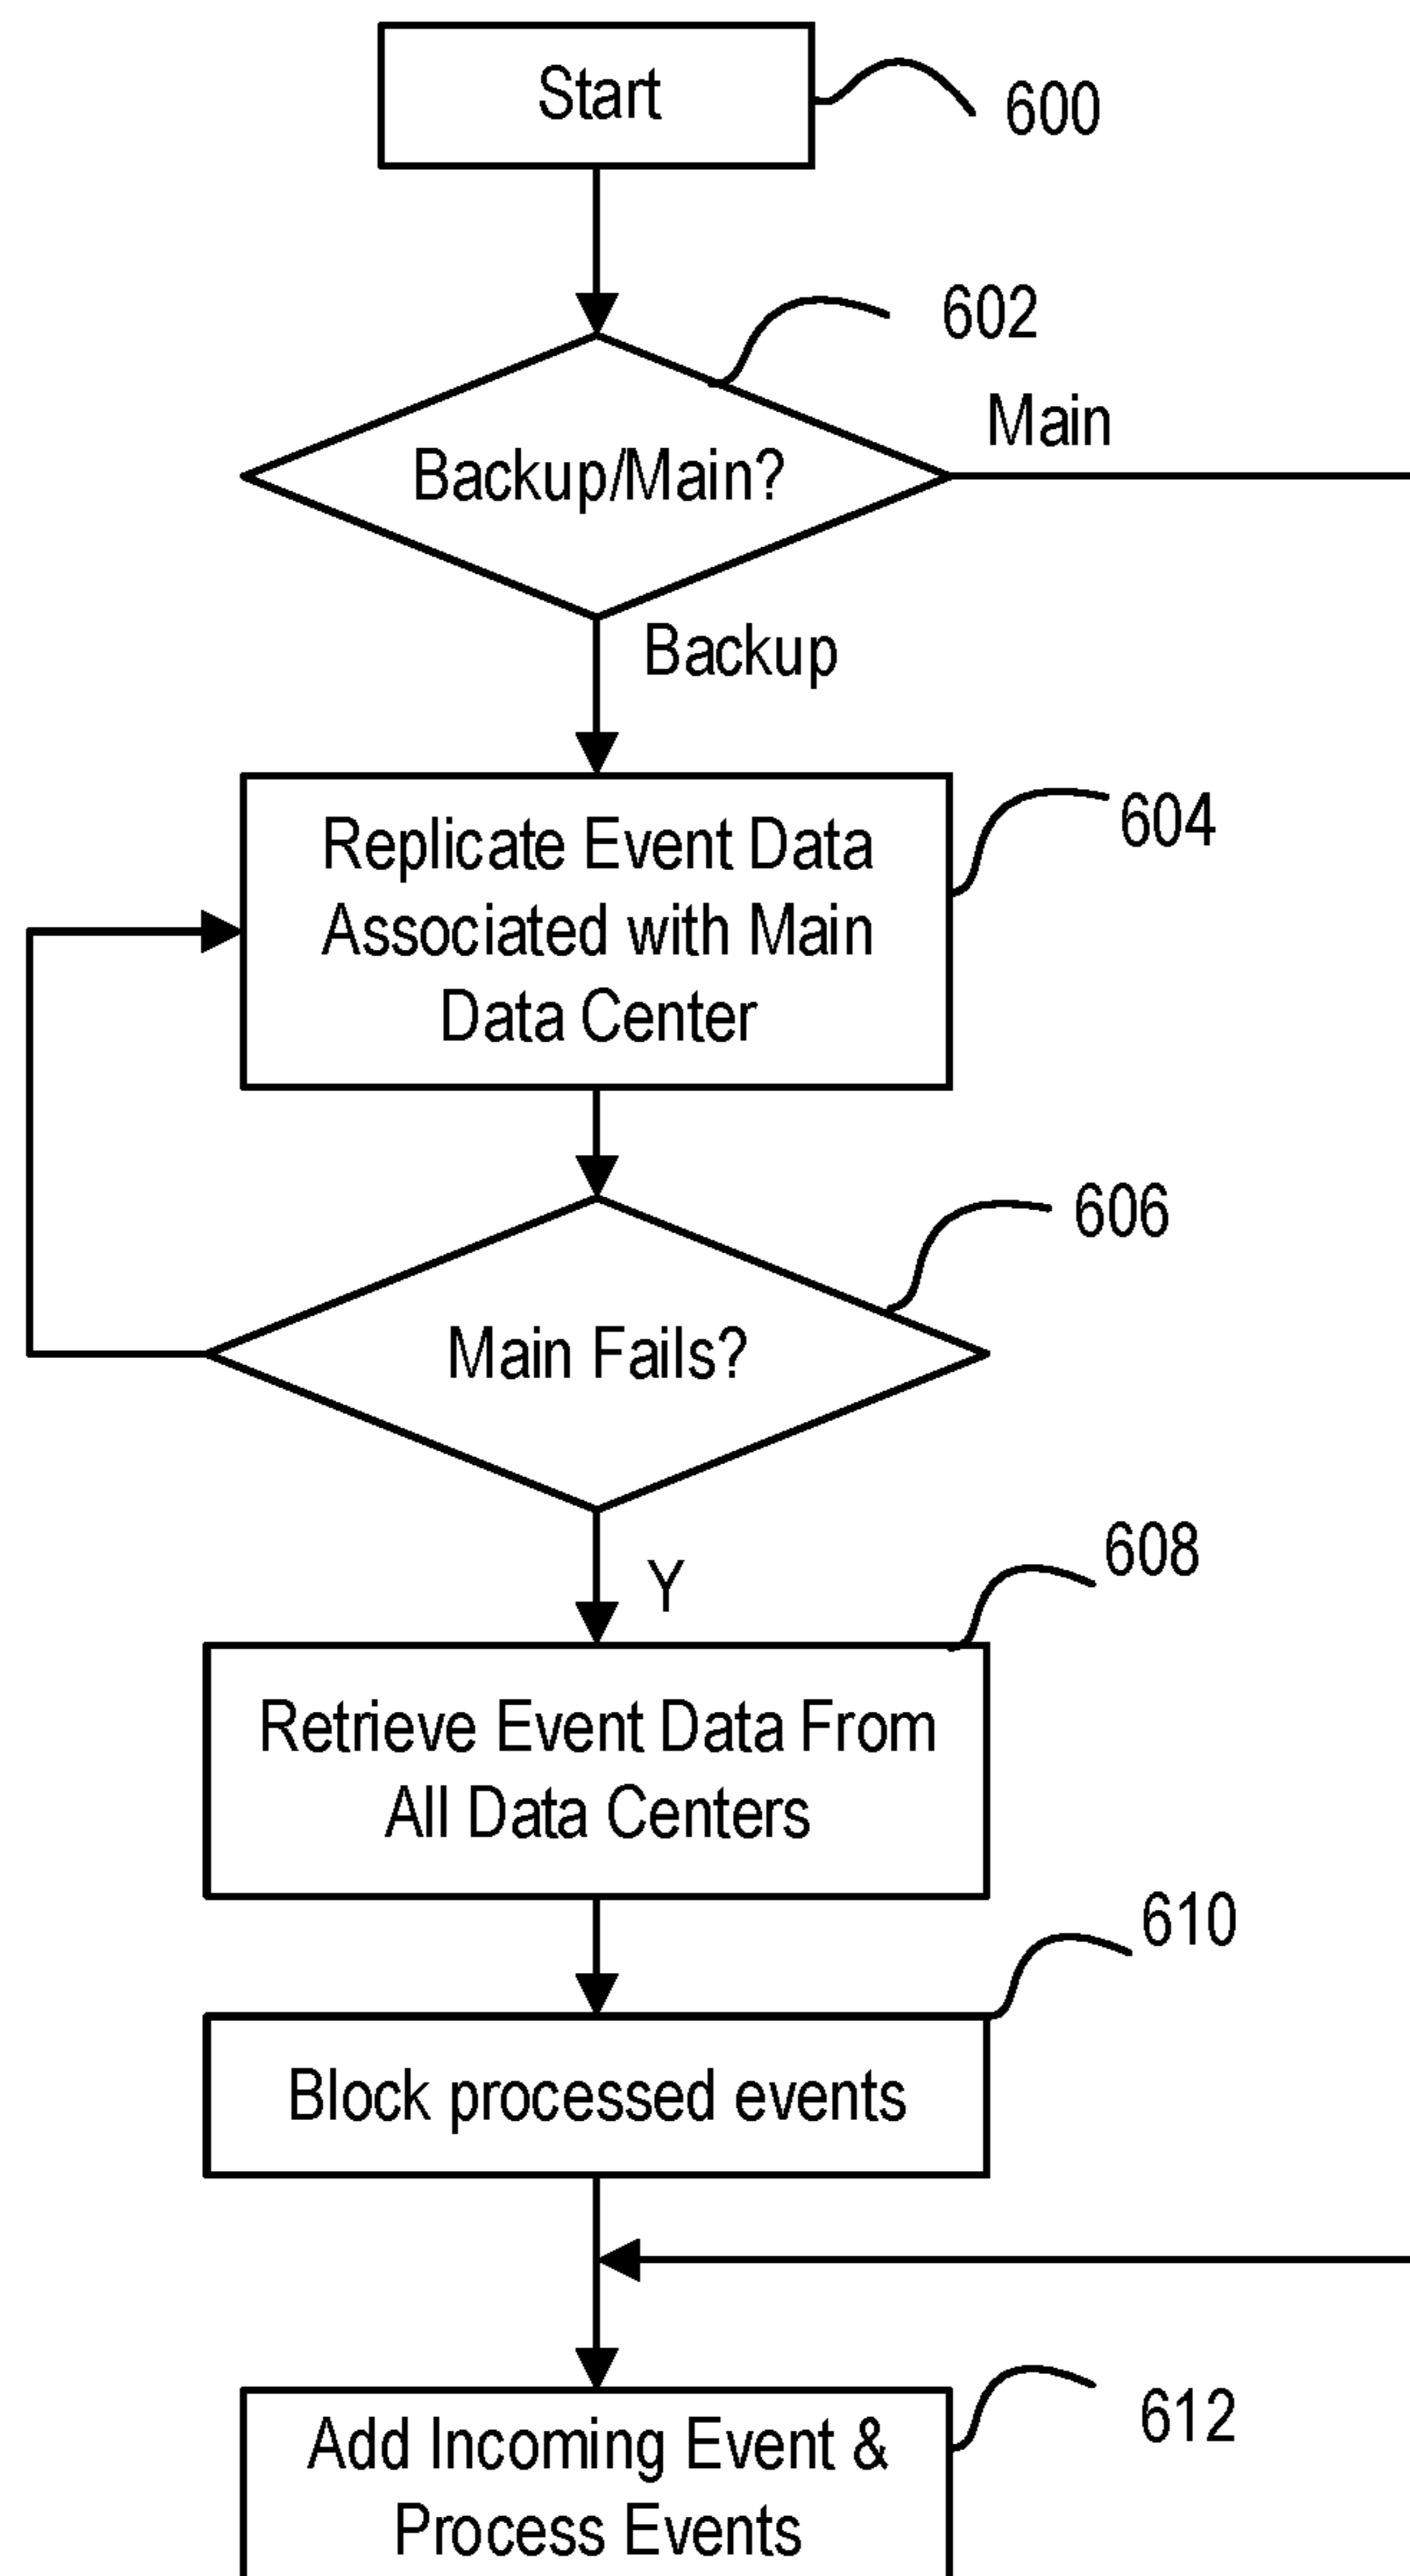 Start
600
602
Main
Backup/Main?
Backup
604
Replicate Event Data
Associated with Main
Data Center
606
Main Fails?
608
Y
Retrieve Event Data From
All Data Centers
610
Block processed events
612
Add Incoming Event &
Process Events